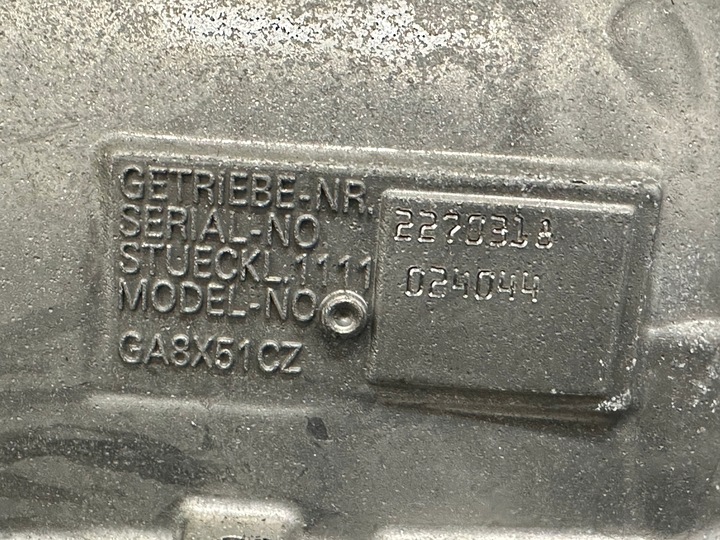 GETRIEBE-NR.
SERIAL-NO.
STUECKL.1111
MODEL-NO
GA8X51CZ
2270318
024044